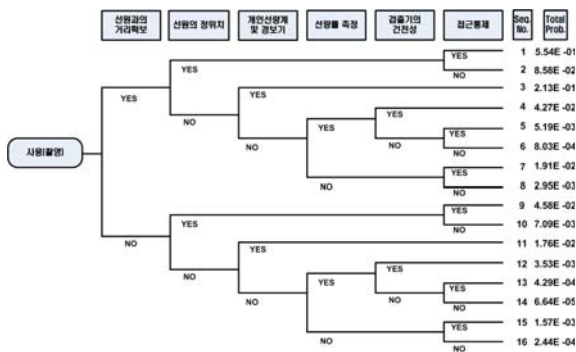 선원과의 거리확보
선원의 정위치
개인선량계 및 경보기
선량률 측정
검출기의 건전성
접근통제
Seq. No.
Total Prob.
사용(촬영)
YES
NO
YES
NO
YES
NO
YES
NO
YES
NO
YES
NO
YES
NO
YES
NO
YES
NO
YES
NO
YES
NO
YES
NO
YES
NO
YES
NO
YES
NO
1 5.54E -01
2 8.58E -02
3 2.13E -01
4 4.27E -02
5 5.19E -03
6 8.03E -04
7 1.91E -02
8 2.95E -03
9 4.58E -02
10 7.09E -03
11 1.76E -02
12 3.53E -03
13 4.29E -04
14 6.64E -05
15 1.57E -03
16 2.44E -04